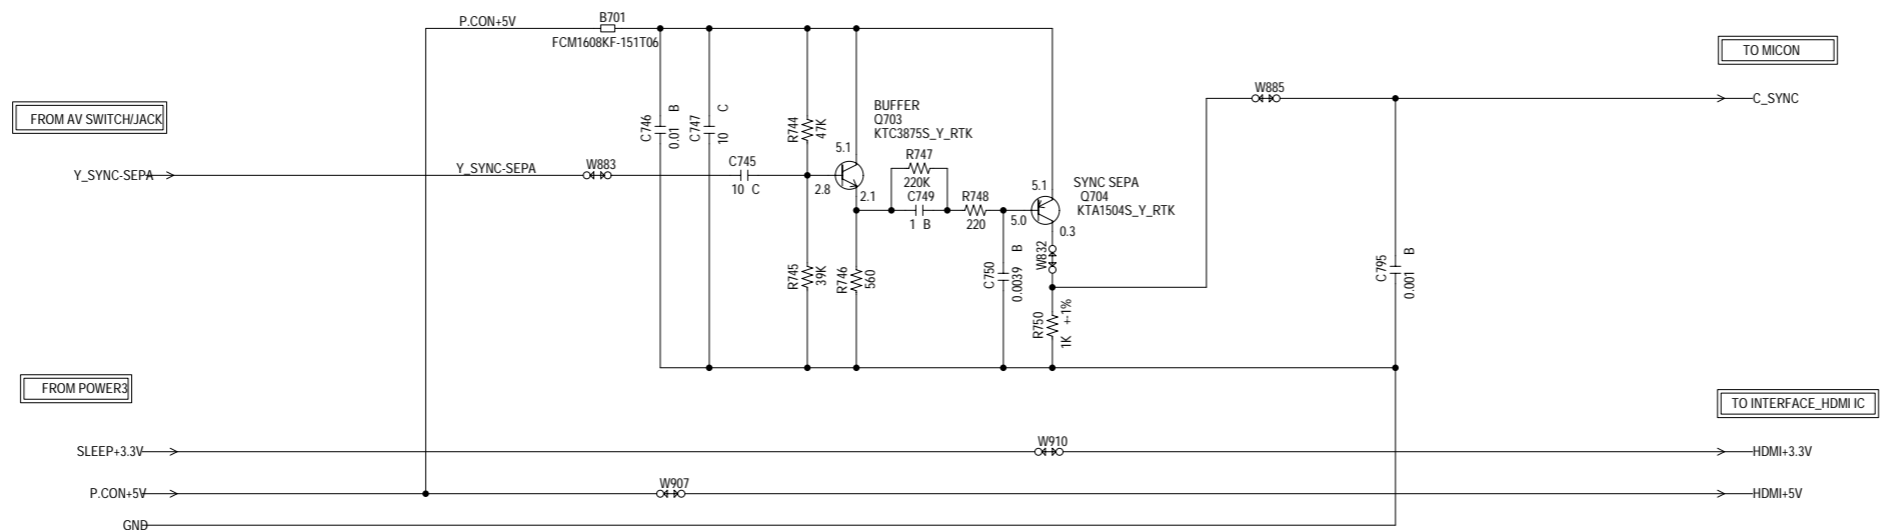 P.CON+5V
B701
FCM1608KF-151T06
TO MICON
W885
C_SYNC
FROM AV SWITCH/JACK
C746
0.01
B
C747
10
C
R744
47K
BUFFER
Q703
KTC3875S_Y_RTK
5.1
Y_SYNC-SEPA
Y_SYNC-SEPA
W883
C745
10 C
2.8
2.1
R747
220K
C749
1 B
R748
220
5.1
SYNC SEPA
Q704
KTA1504S_Y_RTK
5.0
0.3
W832
R745
39K
R746
560
C750
0.0039
B
C795
0.001
B
R750
1K
+-1%
FROM POWER3
TO INTERFACE_HDMI IC
SLEEP+3.3V
W910
HDMI+3.3V
P.CON+5V
W907
HDMI+5V
GND